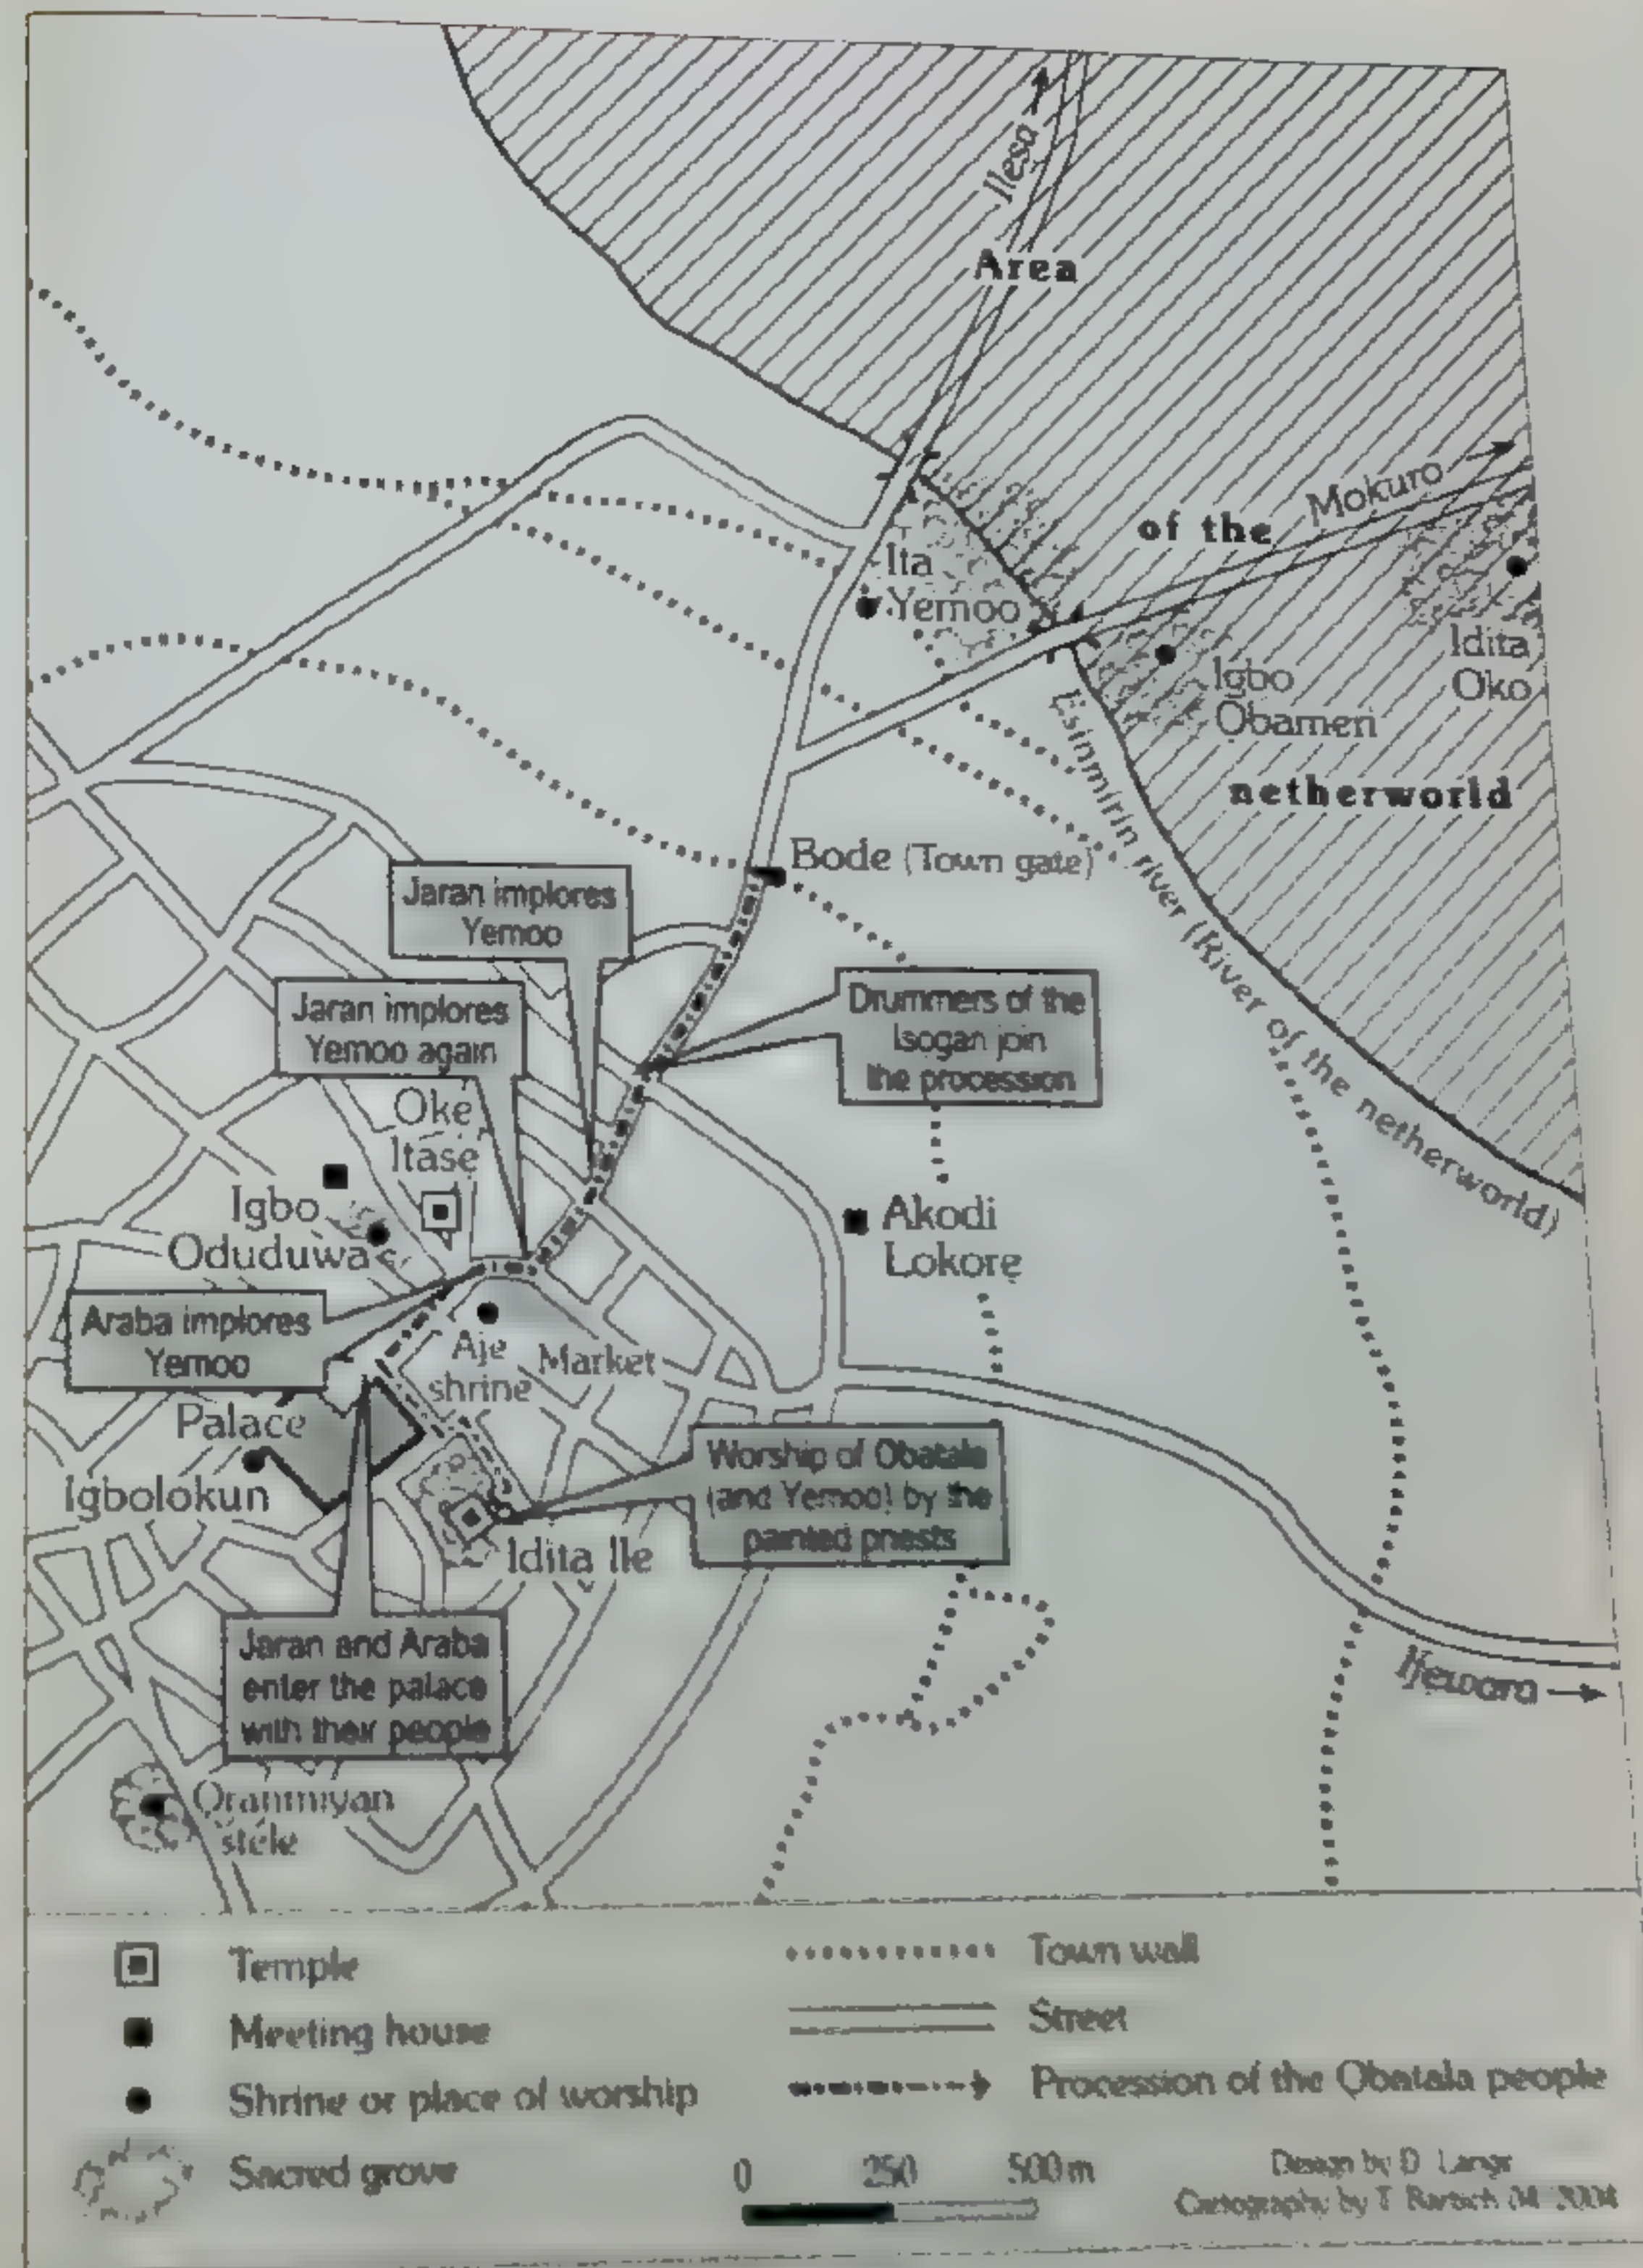 Ilesa
Area
of the
Mokuro
Ita
Yemoo
Idita
Oko
Igbo
Obameri
netherworld
Esinmirin river (River of the netherworld)
Bode (Town gate)
Jaran implores
Yemoo
Jaran implores
Yemoo again
Drummers of the
Isogan join
the procession
Oke
Itase
Igbo
Oduduwa
Akodi
Lokore
Araba implores
Yemoo
Aje
shrine
Market
Palace
Igbolokun
Worship of Obatala
(and Yemoo) by the
painted priests
Idita Ile
Jaran and Araba
enter the palace
with their people
Ifewara
Oranmiyan
stele
Temple
Meeting house
Shrine or place of worship
Sacred grove
Town wall
Street
Procession of the Obatala people
0 250 500m
Design by D. Lange
Cartography by T. Bartsch 04 2004